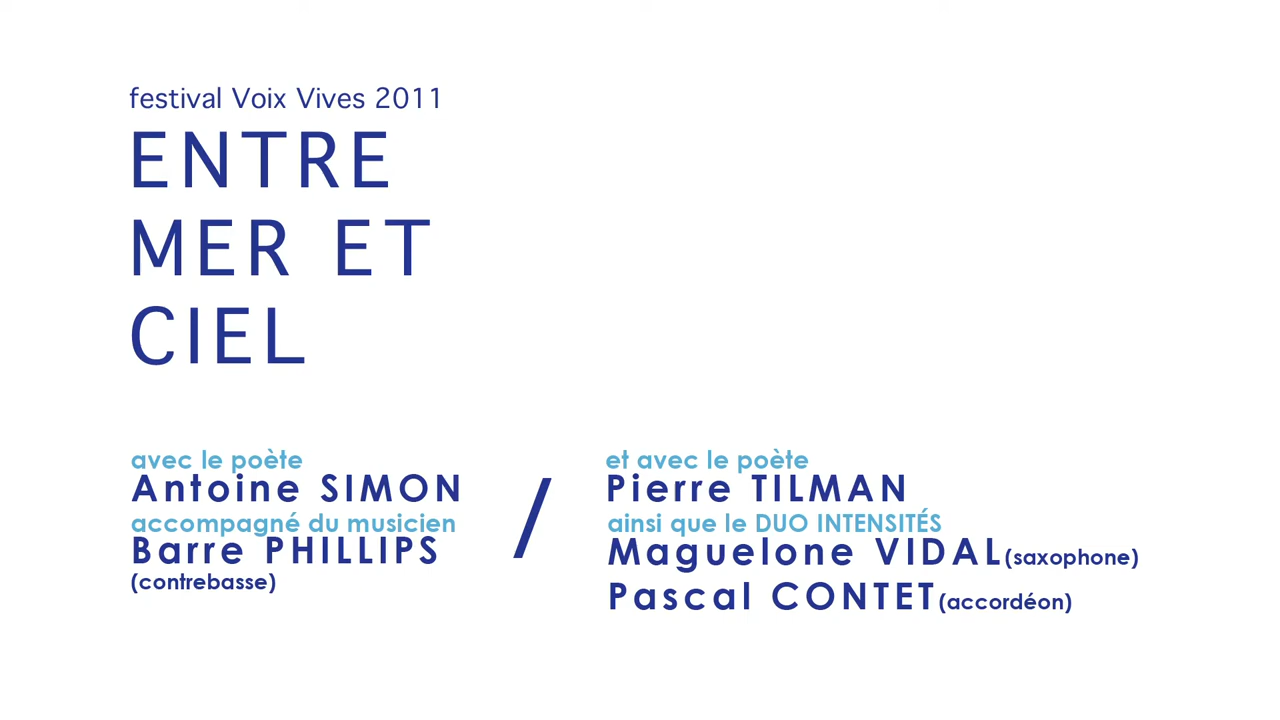 festival Voix Vives 2011
ENTRE
MER ET
CIEL
avec le poète
Antoine SIMON
accompagné du musicien
Barre PHILLIPS
(contrebasse)
/
et avec le poète
Pierre TILMAN
ainsi que le DUO INTENSITÉS
Maguelone VIDAL (saxophone)
Pascal CONTET (accordéon)